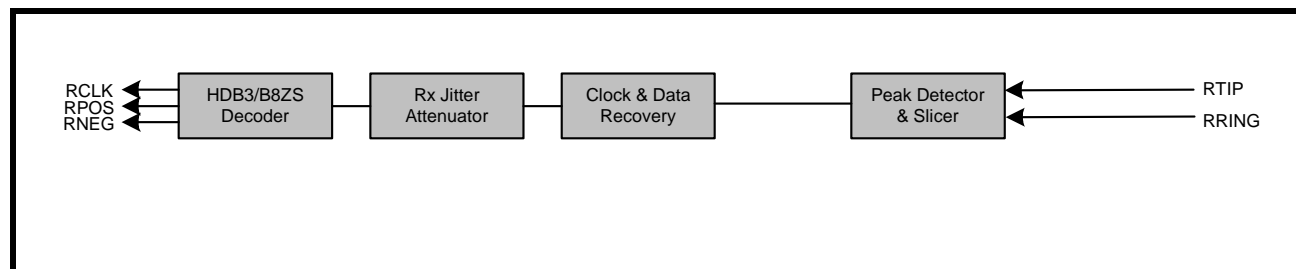 RCLK
RPOS
RNEG
HDB3/B8ZS
Decoder
Rx Jitter
Attenuator
Clock & Data
Recovery
Peak Detector
& Slicer
RTIP
RRING